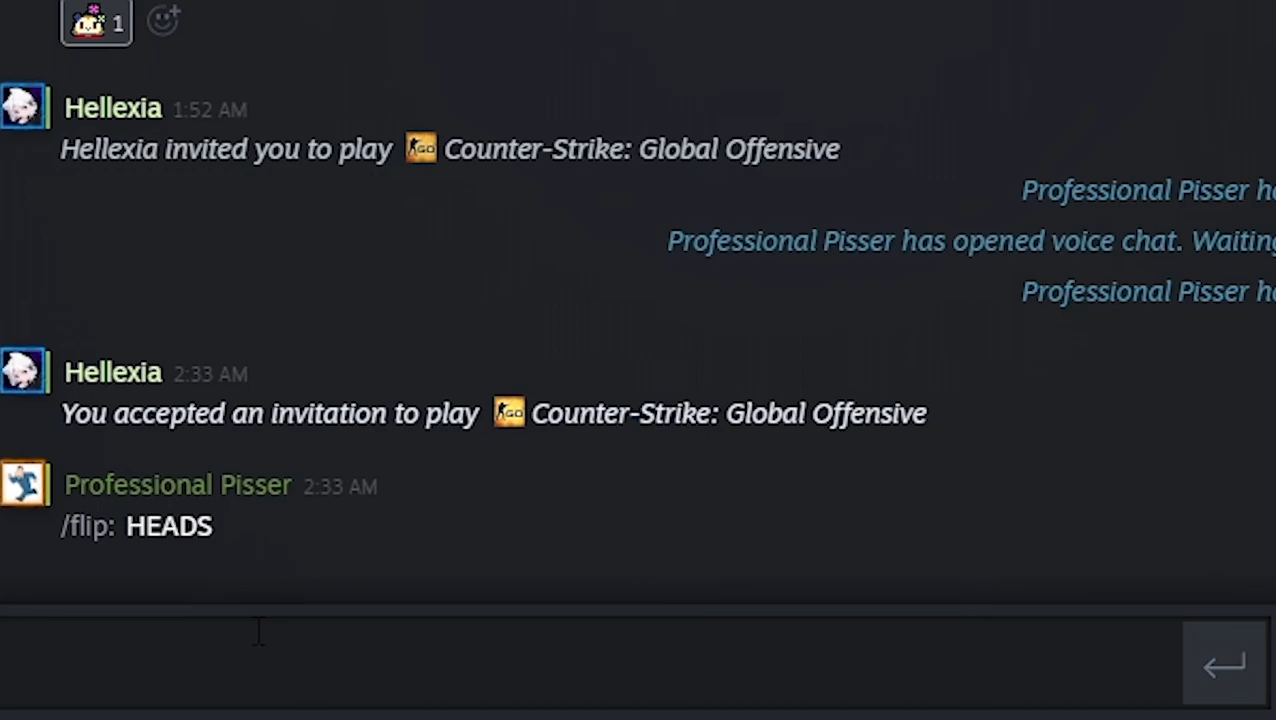 1
Hellexia 1:52 AM
Hellexia invited you to play GO Counter-Strike: Global Offensive
Professional Pisser
Professional Pisser has opened voice chat. Waiting
Professional Pisser
Hellexia 2:33 AM
You accepted an invitation to play GO Counter-Strike: Global Offensive
Professional Pisser 2:33 AM
/flip: HEADS